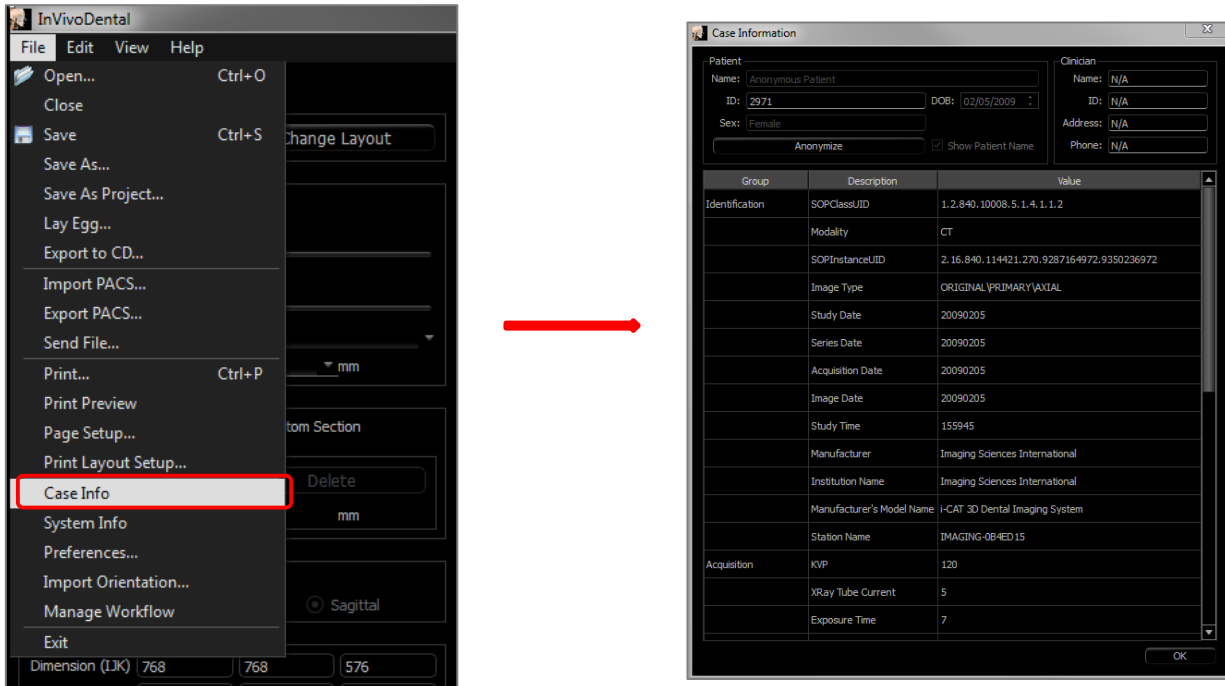 InVivoDental
File Edit View Help
Open... Ctrl+O
Close
Save Ctrl+S
Change Layout
Save As...
Save As Project...
Lay Egg...
Export to CD...
Import PACS...
Export PACS...
Send File...
Print... Ctrl+P
mm
Print Preview
Page Setup...
tom Section
Print Layout Setup...
Case Info
Delete
System Info
mm
Preferences...
Import Orientation...
Manage Workflow
Sagittal
Exit
Dimension (IJK) 768 768 576
Case Information
Patient
Name: Anonymous Patient
ID: 2971 DOB: 02/05/2009
Sex: Female
Anonymize Show Patient Name
Clinician
Name: N/A
ID: N/A
Address: N/A
Phone: N/A
Group Description Value
Identification SOPClassUID 1.2.840.10008.5.1.4.1.1.2
Modality CT
SOPInstanceUID 2.16.840.114421.270.9287164972.9350236972
Image Type ORIGINAL\PRIMARY\AXIAL
Study Date 20090205
Series Date 20090205
Acquisition Date 20090205
Image Date 20090205
Study Time 155945
Manufacturer Imaging Sciences International
Institution Name Imaging Sciences International
Manufacturer's Model Name i-CAT 3D Dental Imaging System
Station Name IMAGING-0B4ED15
Acquisition KVP 120
XRay Tube Current 5
Exposure Time 7
OK